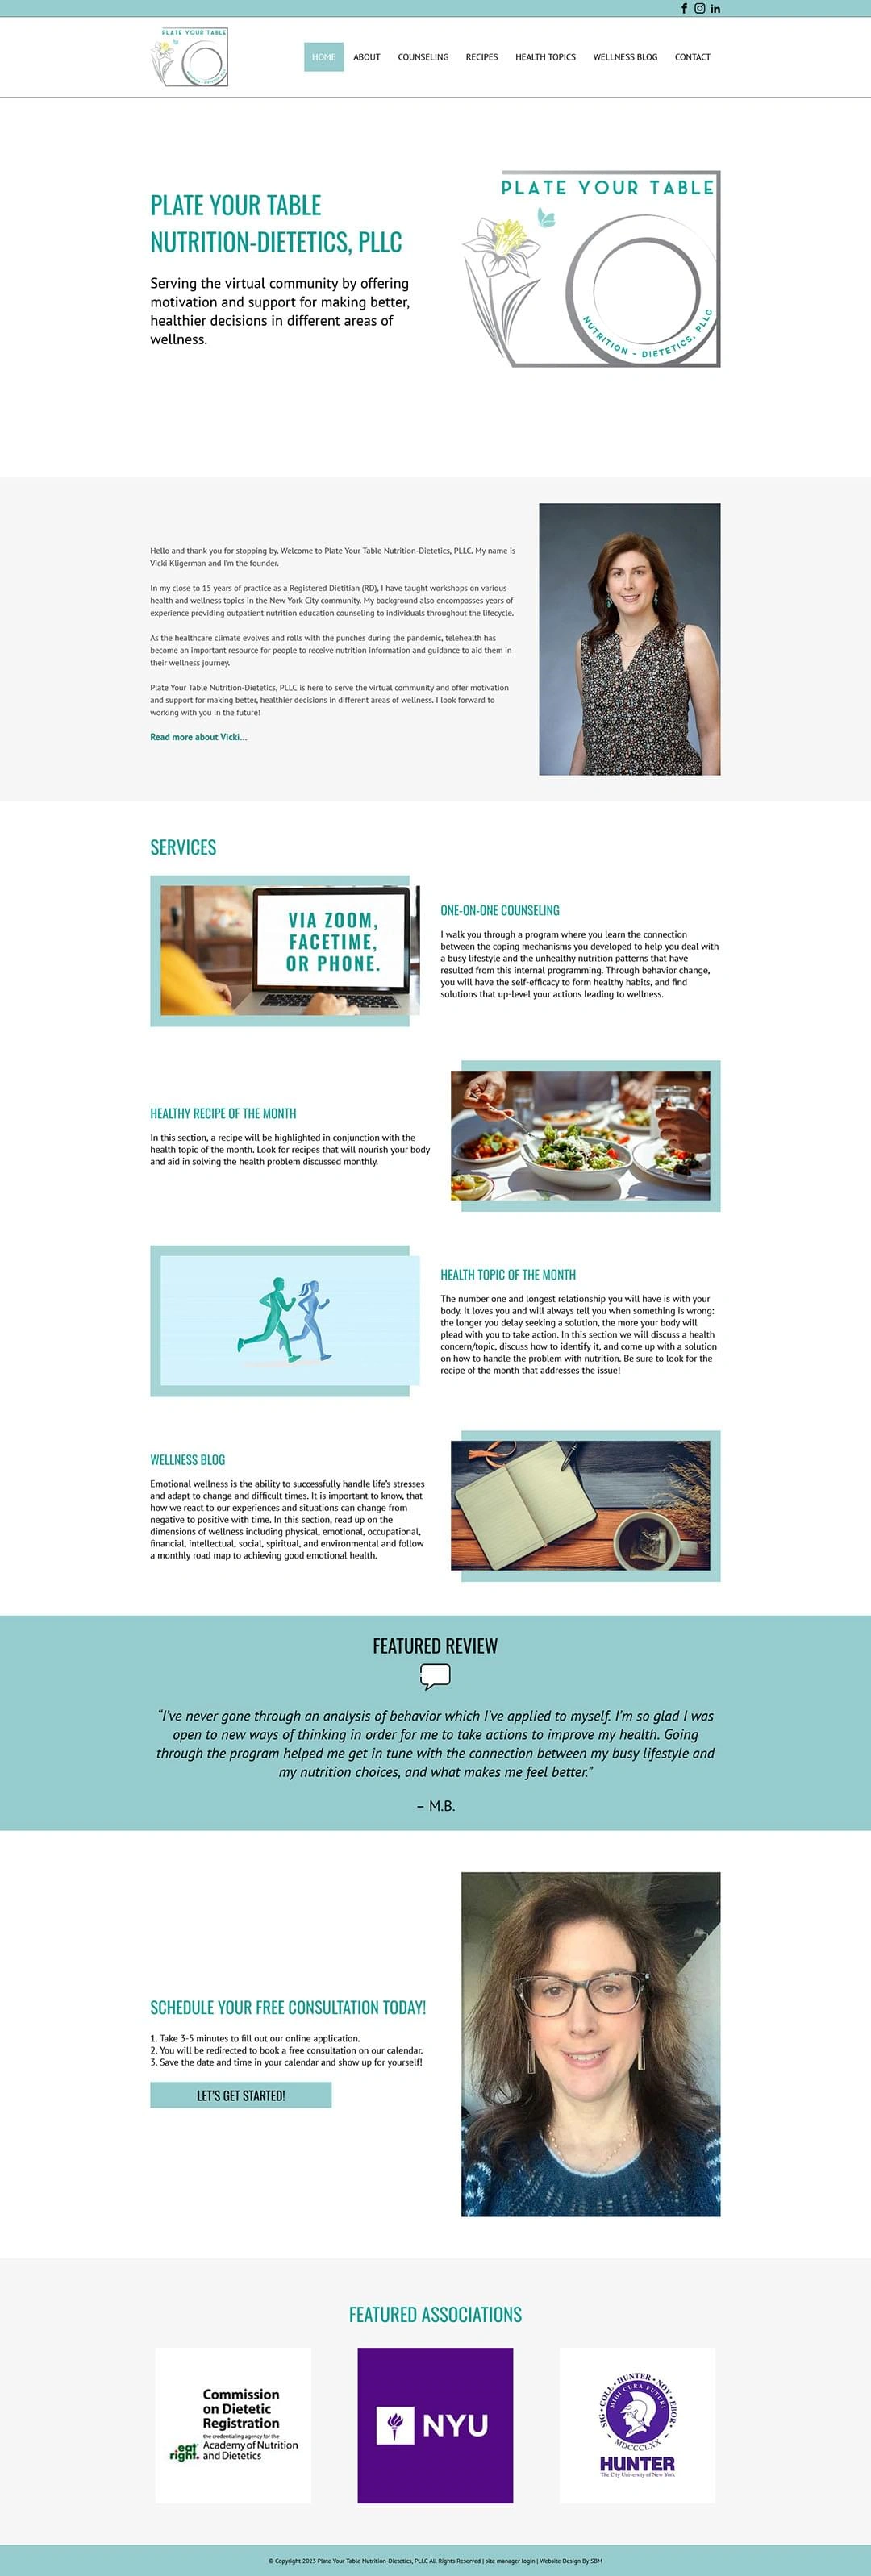 PLATE YOUR TABLE
HOME ABOUT COUNSELING RECIPES HEALTH TOPICS WELLNESS BLOG CONTACT
PLATE YOUR TABLE
NUTRITION-DIETETICS, PLLC
Serving the virtual community by offering
motivation and support for making better,
healthier decisions in different areas of
wellness.
PLATE YOUR TABLE
NUTRITION - DIETETICS, PLLC
Hello and thank you for stopping by. Welcome to Plate Your Table Nutrition-Dietetics, PLLC. My name is
Vicki Kligerman and I'm the founder.
In my close to 15 years of practice as a Registered Dietitian (RD), I have taught workshops on various
health and wellness topics in the New York City community. My background also encompasses years of
experience providing outpatient nutrition education counseling to individuals throughout the lifecycle.
As the healthcare climate evolves and rolls with the punches during the pandemic, telehealth has
become an important resource for people to receive nutrition information and guidance to aid them in
their wellness journey.
Plate Your Table Nutrition-Dietetics, PLLC is here to serve the virtual community and offer motivation
and support for making better, healthier decisions in different areas of wellness. I look forward to
working with you in the future!
Read more about Vicki...
SERVICES
VIA ZOOM,
FACETIME,
OR PHONE.
ONE-ON-ONE COUNSELING
I walk you through a program where you learn the connection
between the coping mechanisms you developed to help you deal with
a busy lifestyle and the unhealthy nutrition patterns that have
resulted from this internal programming. Through behavior change,
you will have the self-efficacy to form healthy habits, and find
solutions that up-level your actions leading to wellness.
HEALTHY RECIPE OF THE MONTH
In this section, a recipe will be highlighted in conjunction with the
health topic of the month. Look for recipes that will nourish your body
and aid in solving the health problem discussed monthly.
HEALTH TOPIC OF THE MONTH
The number one and longest relationship you will have is with your
body. It loves you and will always tell you when something is wrong:
the longer you delay seeking a solution, the more your body will
plead with you to take action. In this section we will discuss a health
concern/topic, discuss how to identify it, and come up with a solution
on how to handle the problem with nutrition. Be sure to look for the
recipe of the month that addresses the issue!
WELLNESS BLOG
Emotional wellness is the ability to successfully handle life's stresses
and adapt to change and difficult times. It is important to know, that
how we react to our experiences and situations can change from
negative to positive with time. In this section, read up on the
dimensions of wellness including physical, emotional, occupational,
financial, intellectual, social, spiritual, and environmental and follow
a monthly road map to achieving good emotional health.
FEATURED REVIEW
"I've never gone through an analysis of behavior which I've applied to myself. I'm so glad I was
open to new ways of thinking in order for me to take actions to improve my health. Going
through the program helped me get in tune with the connection between my busy lifestyle and
my nutrition choices, and what makes me feel better."
– M.B.
SCHEDULE YOUR FREE CONSULTATION TODAY!
1. Take 3-5 minutes to fill out our online application.
2. You will be redirected to book a free consultation on our calendar.
3. Save the date and time in your calendar and show up for yourself!
LET'S GET STARTED!
FEATURED ASSOCIATIONS
Commission
on Dietetic
Registration
the credentialing agency for the
eat right. Academy of Nutrition
and Dietetics
NYU
SIG · COLL · HUNTER · NOV · EBOR
MIHI CURA FUTURI
MDCCCLXX
HUNTER
The City University of New York
© Copyright 2023 Plate Your Table Nutrition-Dietetics, PLLC All Rights Reserved | site manager login | Website Design By SBM